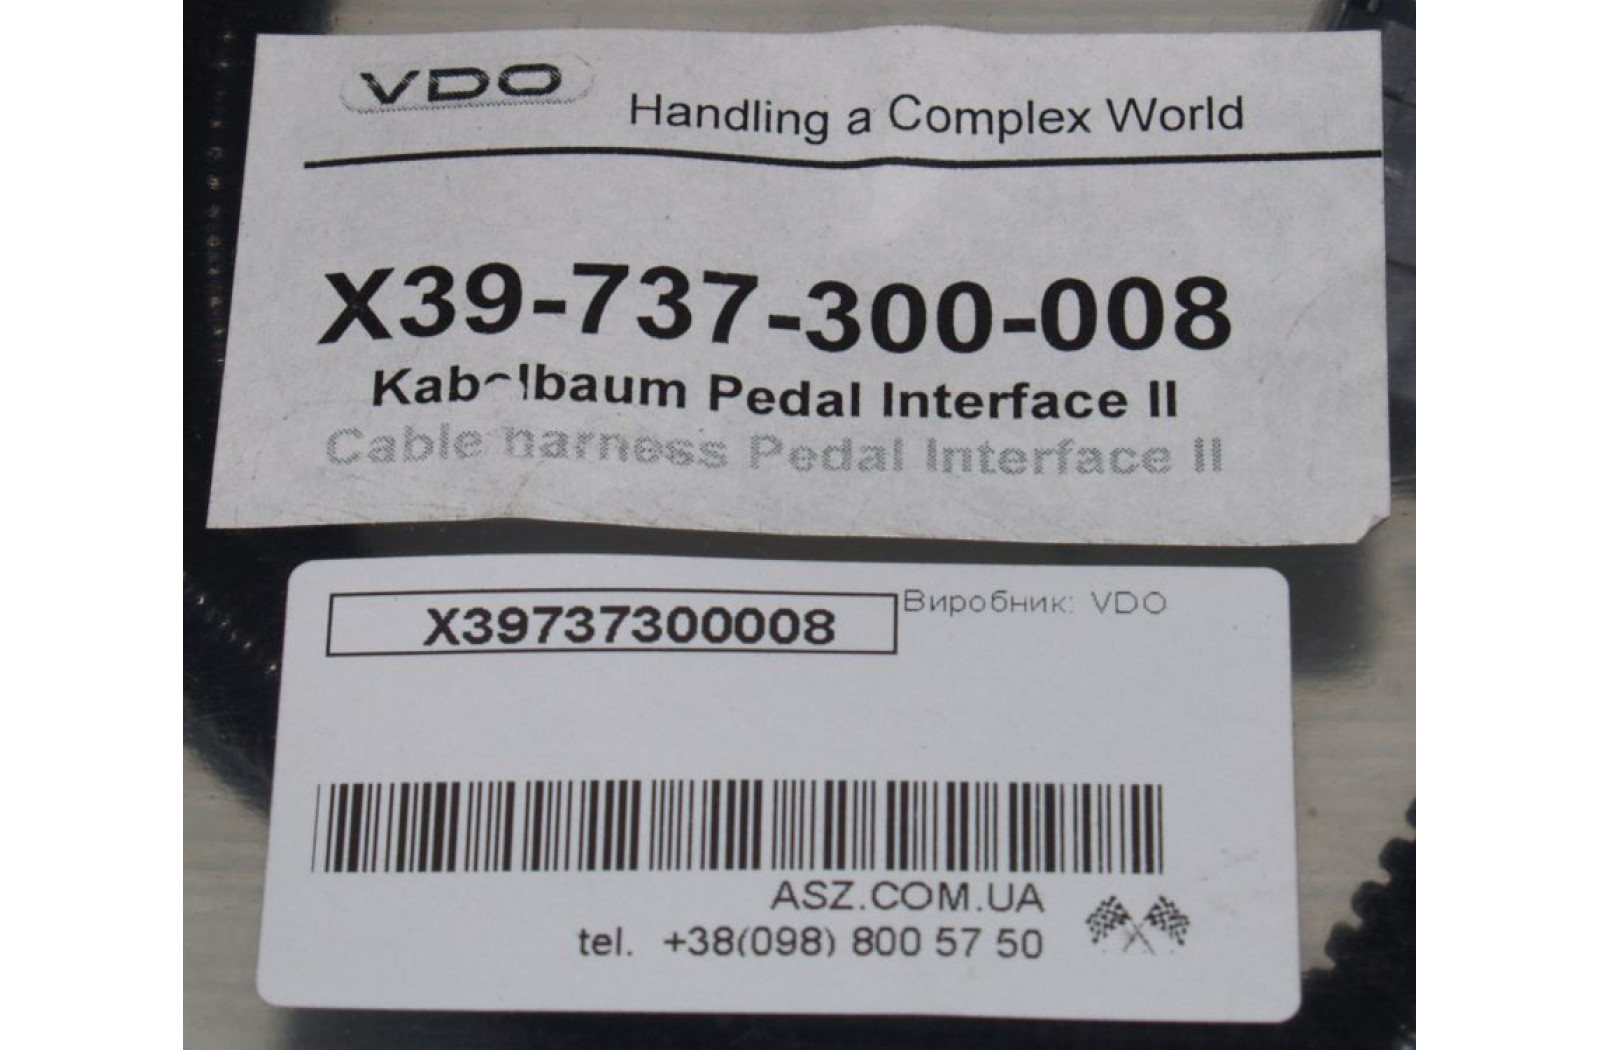 VDO
Handling a Complex World
X39-737-300-008
Kabelbaum Pedal Interface II
Cable harness Pedal Interface II
X39737300008
Виробник: VDO
ASZ.COM.UA
tel. +38(098) 800 57 50